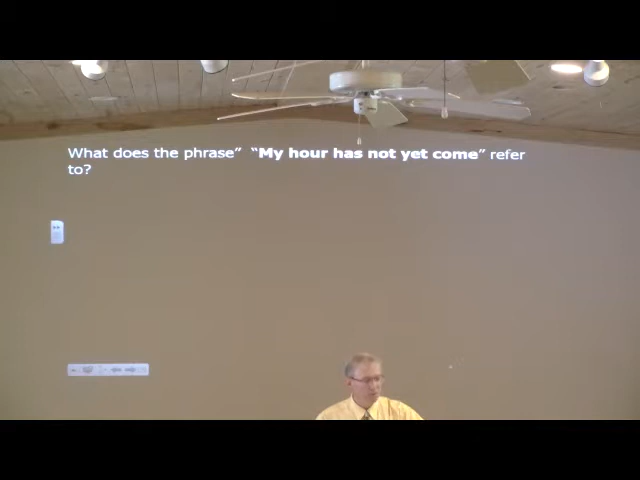 What does the phrase” “My hour has not yet come” refer
to?